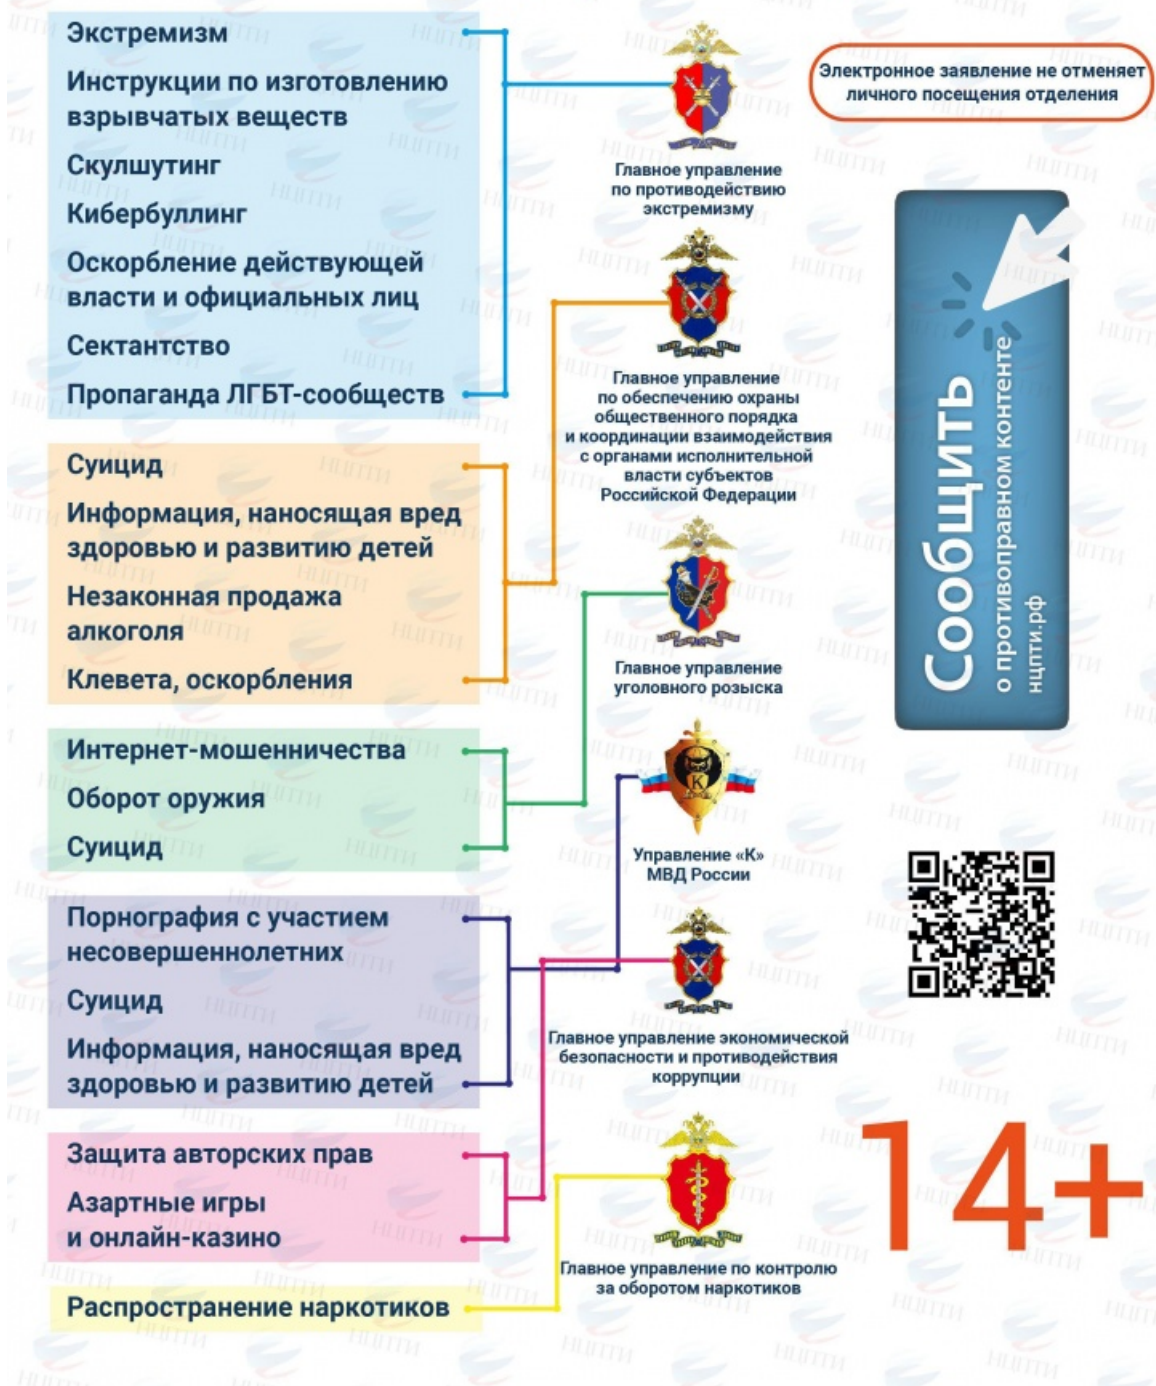 Экстремизм
Инструкции по изготовлению
взрывчатых веществ
Скулшутинг
Кибербуллинг
Оскорбление действующей
власти и официальных лиц
Сектантство
Пропаганда ЛГБТ-сообществ
Суицид
Информация, наносящая вред
здоровью и развитию детей
Незаконная продажа
алкоголя
Клевета, оскорбления
Интернет-мошенничества
Оборот оружия
Суицид
Порнография с участием
несовершеннолетних
Суицид
Информация, наносящая вред
здоровью и развитию детей
Защита авторских прав
Азартные игры
и онлайн-казино
Распространение наркотиков
Главное управление
по противодействию
экстремизму
Главное управление
по обеспечению охраны
общественного порядка
и координации взаимодействия
с органами исполнительной
власти субъектов
Российской Федерации
Главное управление
уголовного розыска
К
Управление «К»
МВД России
Главное управление экономической
безопасности и противодействия
коррупции
Главное управление по контролю
за оборотом наркотиков
Электронное заявление не отменяет
личного посещения отделения
Сообщить
о противоправном контенте
нцпти.рф
14+
НЦПТИ